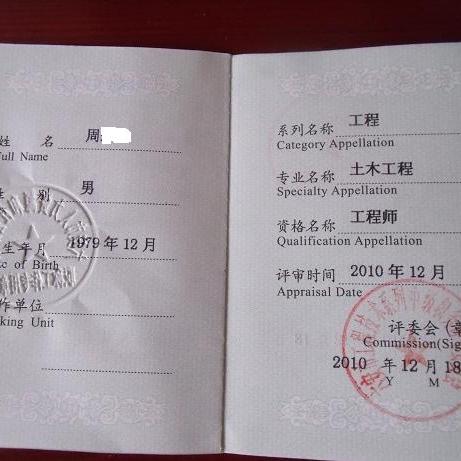 姓 名 周
Full Name
性 别 男
生年月 1979 年 12 月
te of Birth
作单位
king Unit
系列名称 工程
Category Appellation
专业名称 土木工程
Specialty Appellation
资格名称 工程师
Qualification Appellation
评审时间 2010 年 12 月
Appraisal Date
评委会(章
Commission(Sig
2010 年 12 月 18
Y M